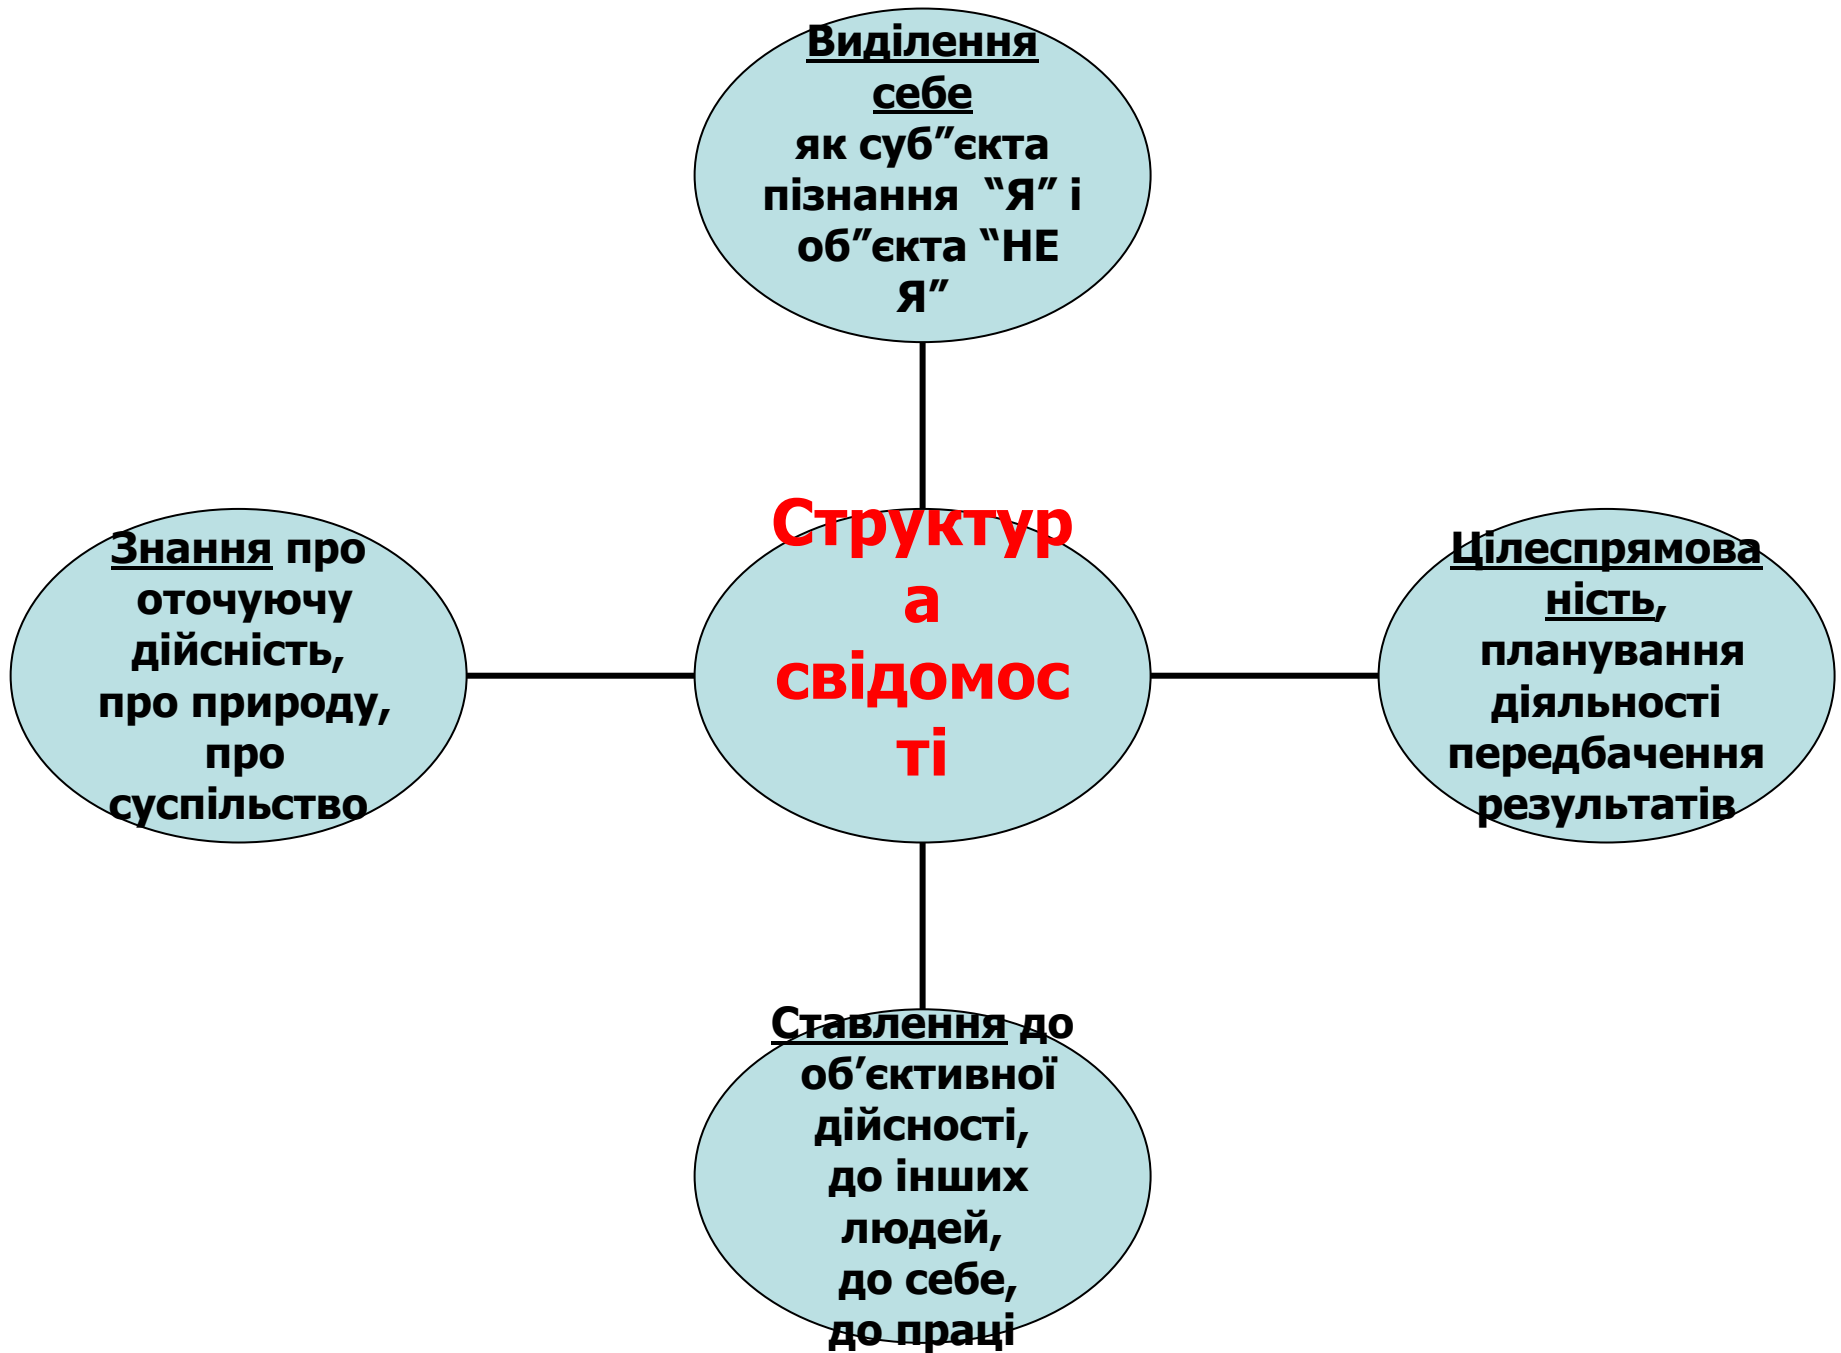 Виділення
себе
як суб"єкта
пізнання “Я” і
об"єкта “НЕ
Я”
Знання про
оточуючу
дійсність,
про природу,
про
суспільство
Структур
а
свідомос
ті
Цілеспрямова
ність,
планування
діяльності
передбачення
результатів
Ставлення до
об’єктивної
дійсності,
до інших
людей,
до себе,
до праці